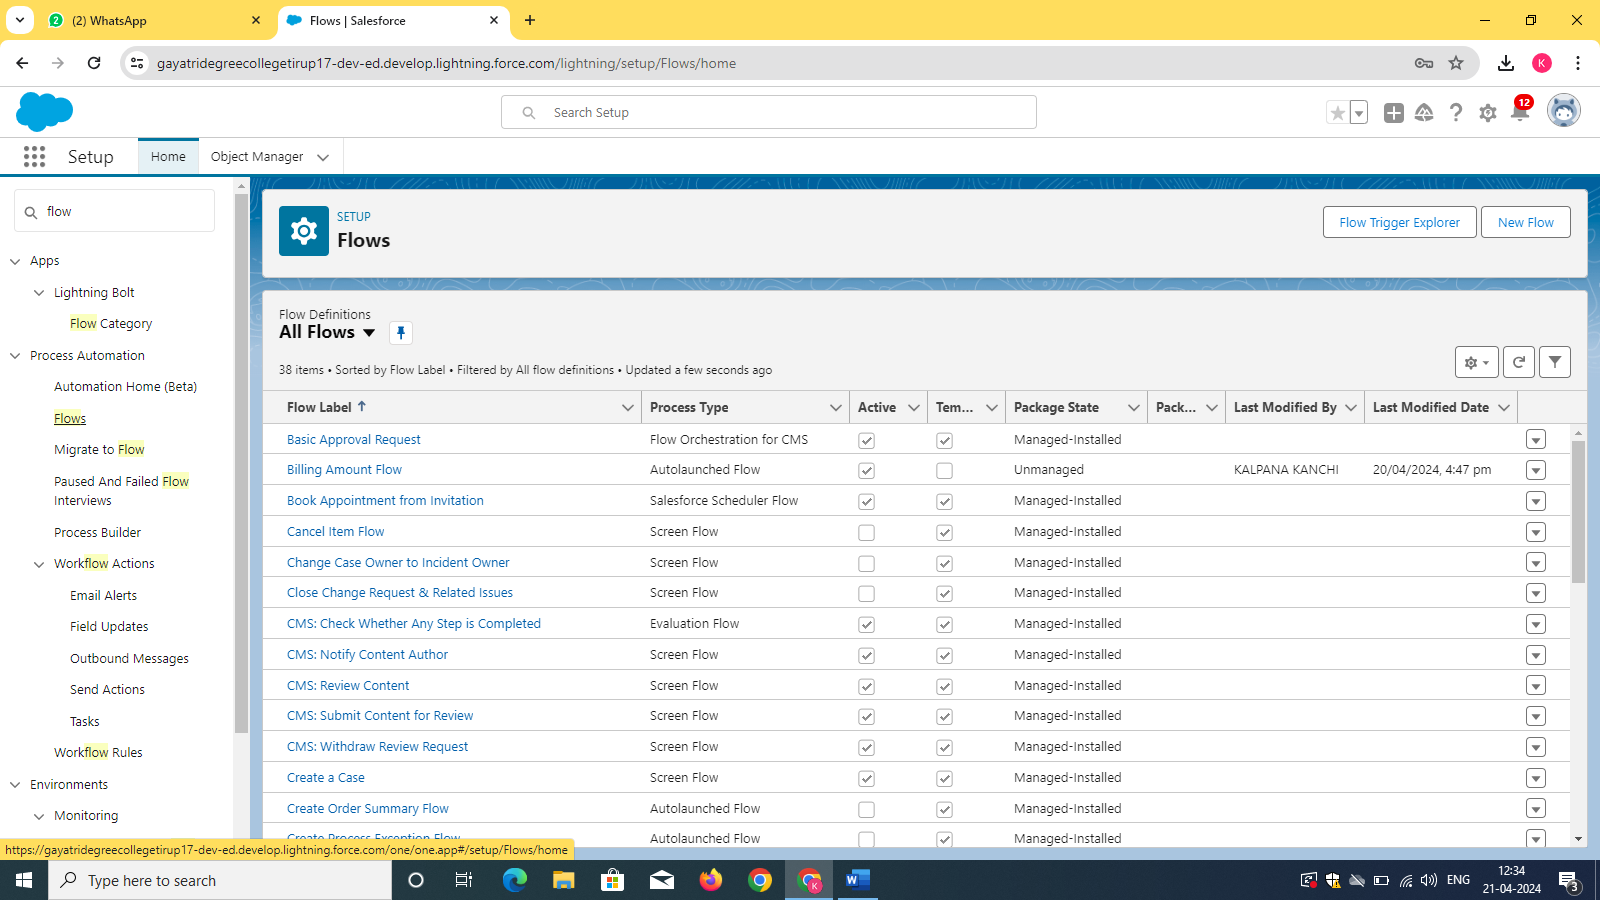 2 (2) WhatsApp
Flows | Salesforce
gayatridegreecollegetirup17-dev-ed.develop.lightning.force.com/lightning/setup/Flows/home
K
Search Setup
12
Setup
Home
Object Manager
flow
Apps
Lightning Bolt
Flow Category
Process Automation
Automation Home (Beta)
Flows
Migrate to Flow
Paused And Failed Flow
Interviews
Process Builder
Workflow Actions
Email Alerts
Field Updates
Outbound Messages
Send Actions
Tasks
Workflow Rules
Environments
Monitoring
SETUP
Flows
Flow Trigger Explorer
New Flow
Flow Definitions
All Flows
38 items • Sorted by Flow Label • Filtered by All flow definitions • Updated a few seconds ago
Flow Label Process Type Active Tem... Package State Pack... Last Modified By Last Modified Date
Basic Approval Request Flow Orchestration for CMS Managed-Installed
Billing Amount Flow Autolaunched Flow Unmanaged KALPANA KANCHI 20/04/2024, 4:47 pm
Book Appointment from Invitation Salesforce Scheduler Flow Managed-Installed
Cancel Item Flow Screen Flow Managed-Installed
Change Case Owner to Incident Owner Screen Flow Managed-Installed
Close Change Request & Related Issues Screen Flow Managed-Installed
CMS: Check Whether Any Step is Completed Evaluation Flow Managed-Installed
CMS: Notify Content Author Screen Flow Managed-Installed
CMS: Review Content Screen Flow Managed-Installed
CMS: Submit Content for Review Screen Flow Managed-Installed
CMS: Withdraw Review Request Screen Flow Managed-Installed
Create a Case Screen Flow Managed-Installed
Create Order Summary Flow Autolaunched Flow Managed-Installed
Create Process Exception Flow Autolaunched Flow Managed-Installed
https://gayatridegreecollegetirup17-dev-ed.develop.lightning.force.com/one/one.app#/setup/Flows/home
Type here to search
K
W
ENG
12:34
21-04-2024
3